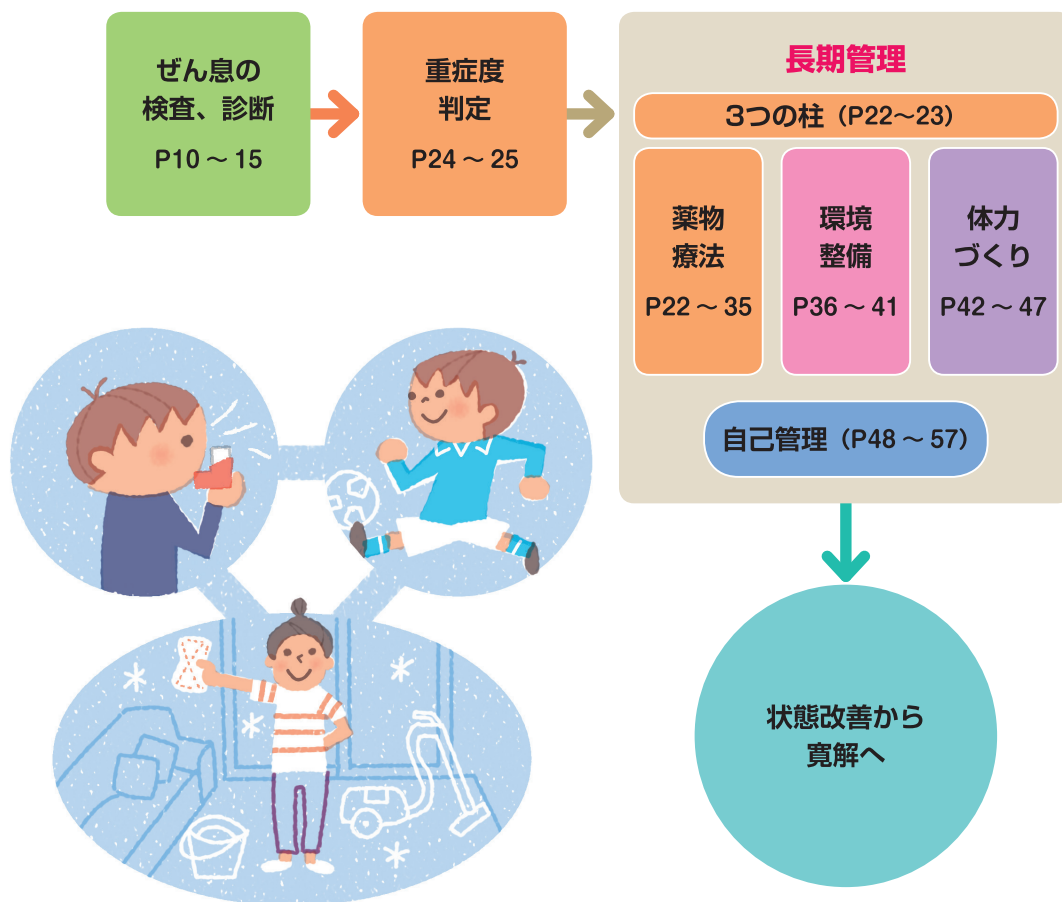 ぜん息の
検査、診断
P10 ～ 15
重症度
判定
P24 ～ 25
長期管理
3つの柱（P22～23）
薬物
療法
P22 ～ 35
環境
整備
P36 ～ 41
体力
づくり
P42 ～ 47
自己管理（P48 ～ 57）
状態改善から
寛解へ